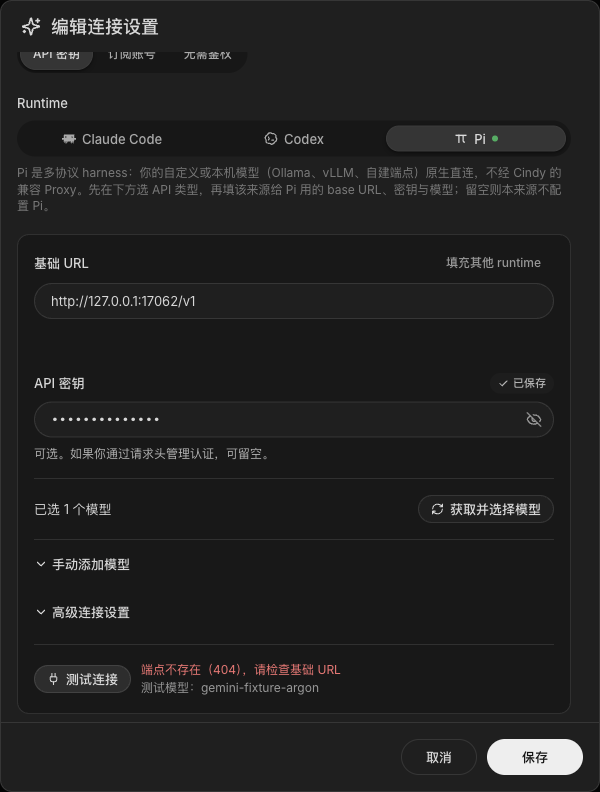 编辑连接设置
API 密钥 订阅账号 无需鉴权
Runtime
Claude Code Codex Pi
Pi 是多协议 harness：你的自定义或本机模型（Ollama、vLLM、自建端点）原生直连，不经 Cindy 的
兼容 Proxy。先在下方选 API 类型，再填该来源给 Pi 用的 base URL、密钥与模型；留空则本来源不配
置 Pi。
基础 URL 填充其他 runtime
http://127.0.0.1:17062/v1
API 密钥 已保存
••••••••••••••
可选。如果你通过请求头管理认证，可留空。
已选 1 个模型 获取并选择模型
手动添加模型
高级连接设置
测试连接 端点不存在（404），请检查基础 URL
测试模型：gemini-fixture-argon
取消 保存